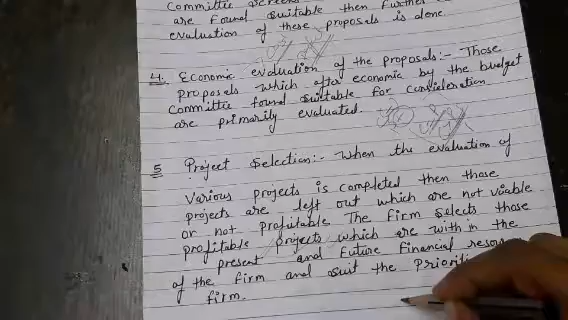 Committee screens
are found suitable then further
evaluation of these proposals is done.
4. Economic evaluation of the proposals:- Those
proposals which after economic by the budget
committee found suitable for consideration
are primarily evaluated.
5 Project Selection:- When the evaluation of
various projects is completed then those
projects are left out which are not viable
or not profitable The firm selects those
profitable projects which are with in the
present and future financial
of the firm and suit the
firm.